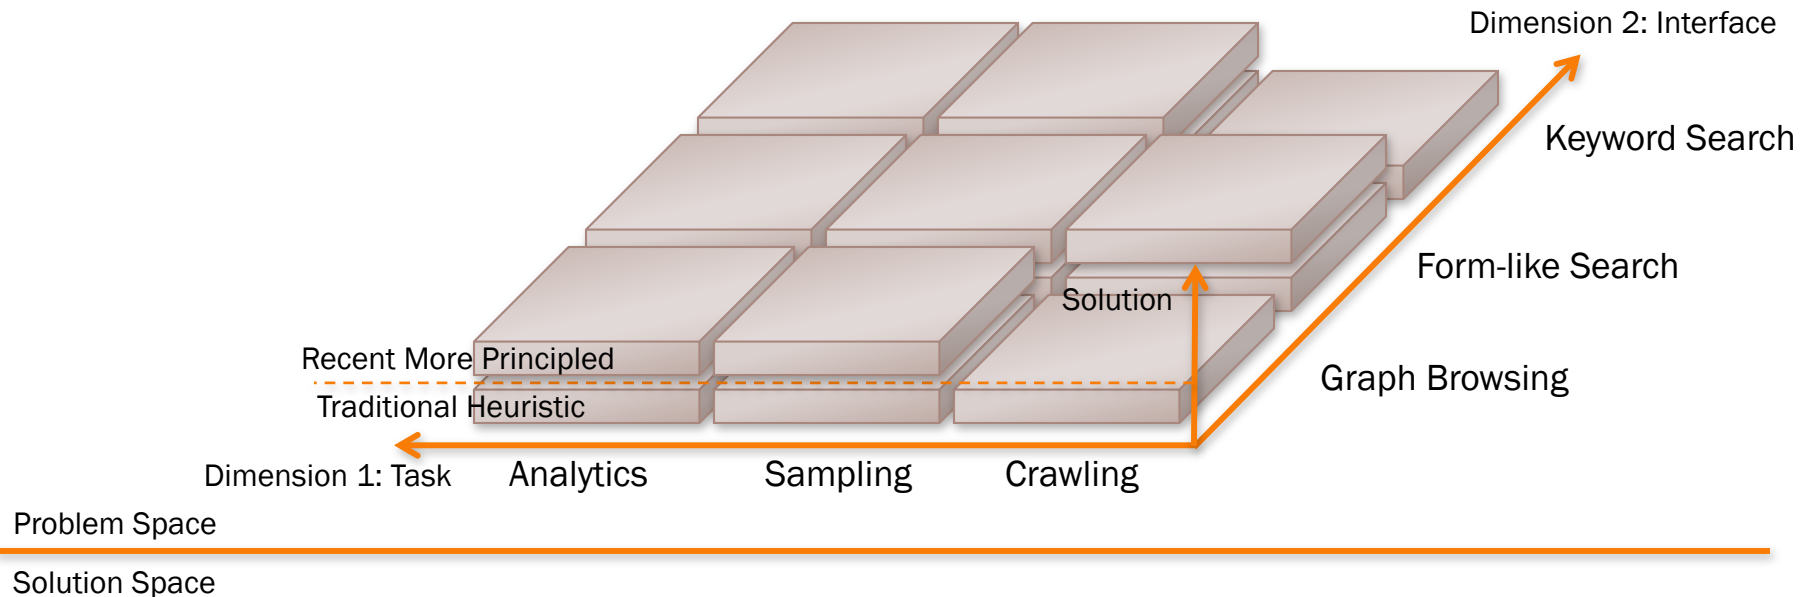 Dimension 2: Interface
Keyword Search
Form-like Search
Solution
Recent More Principled
Graph Browsing
Traditional Heuristic
Dimension 1: Task
Analytics
Sampling
Crawling
Problem Space
Solution Space